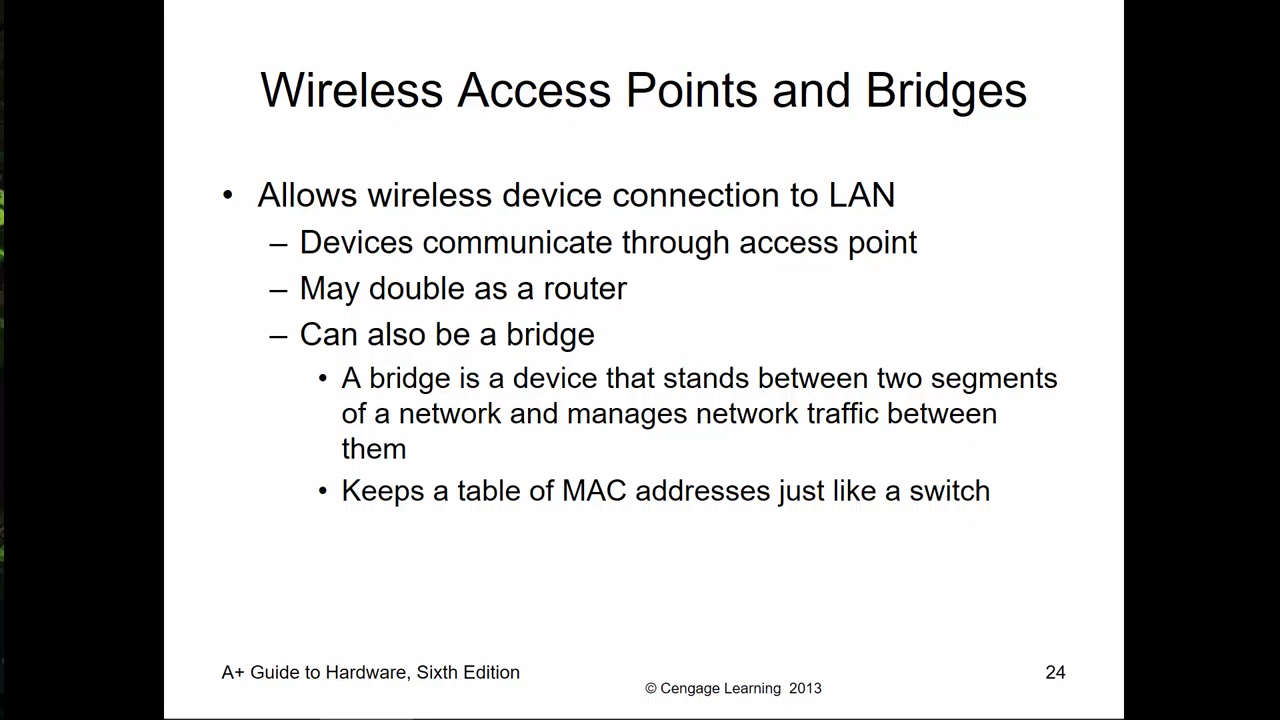 Wireless Access Points and Bridges
• Allows wireless device connection to LAN
– Devices communicate through access point
– May double as a router
– Can also be a bridge
• A bridge is a device that stands between two segments
of a network and manages network traffic between
them
• Keeps a table of MAC addresses just like a switch
A+ Guide to Hardware, Sixth Edition
© Cengage Learning 2013
24